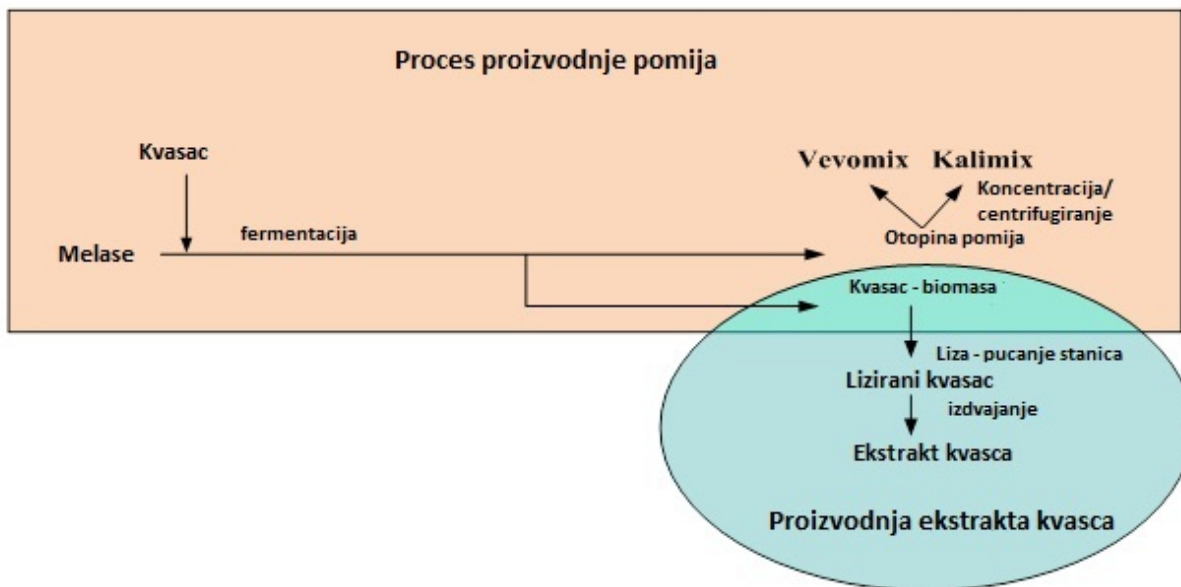 Proces proizvodnje pomija
Kvasac
Vevomix Kalimix
Koncentracija/
centrifugiranje
fermentacija
Otopina pomija
Melase
Kvasac - biomasa
Liza - pucanje stanica
Lizirani kvasac
izdvajanje
Ekstrakt kvasca
Proizvodnja ekstrakta kvasca